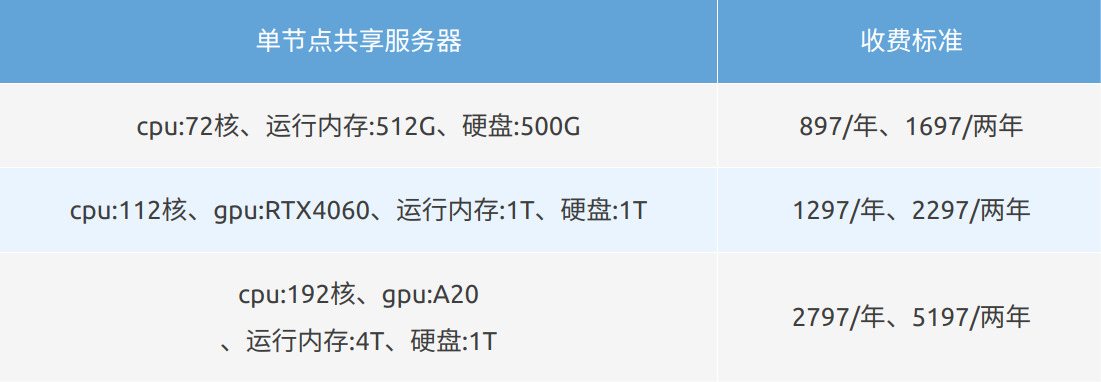 单节点共享服务器 收费标准
cpu:72核、运行内存:512G、硬盘:500G 897/年、1697/两年
cpu:112核、gpu:RTX4060、运行内存:1T、硬盘:1T 1297/年、2297/两年
cpu:192核、gpu:A20
、运行内存:4T、硬盘:1T
2797/年、5197/两年